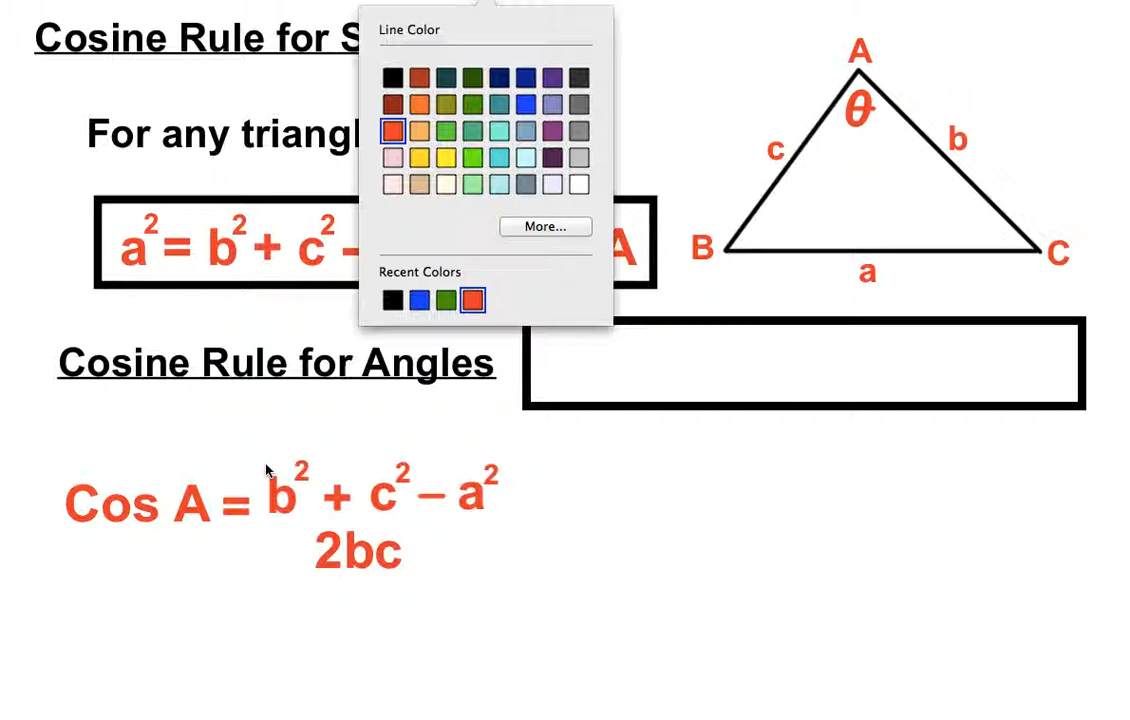 Cosine Rule for S
Line Color
A
θ
For any triangl
c
b
a² = b² + c² – A
More...
B
C
a
Recent Colors
Cosine Rule for Angles
Cos A = b² + c² – a²
2bc